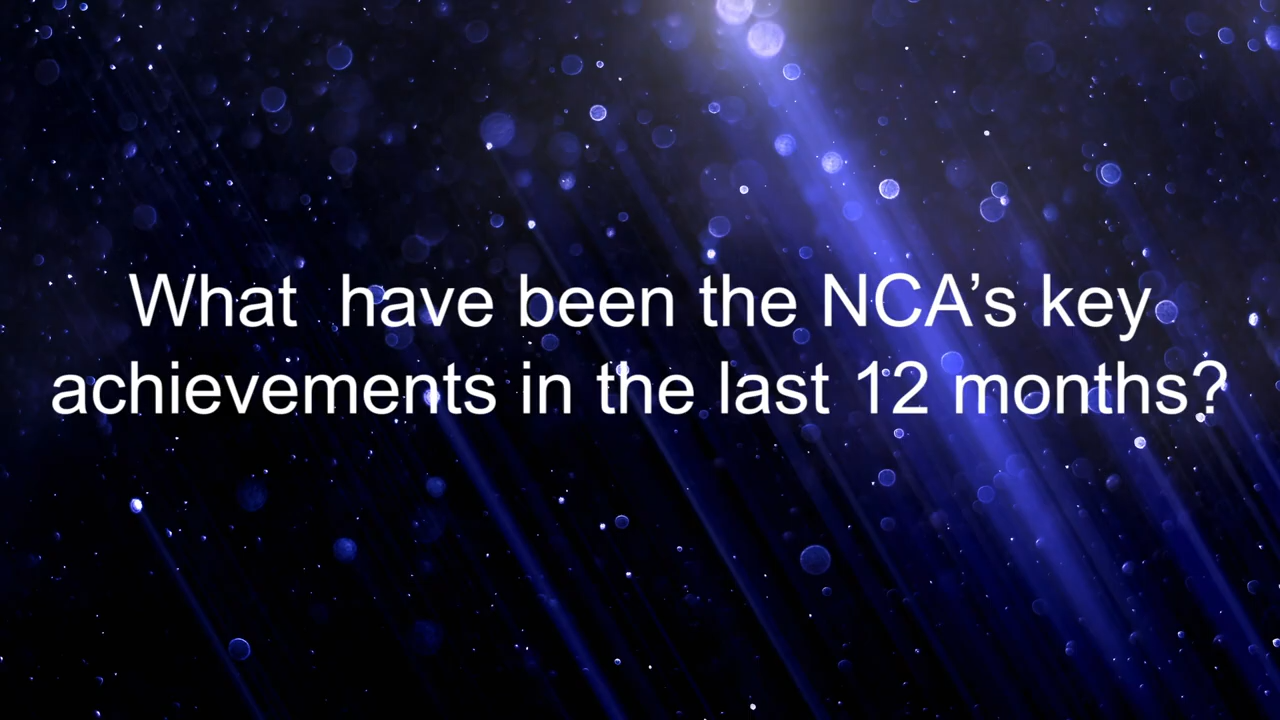 What  have been the NCA’s key
achievements in the last 12 months?